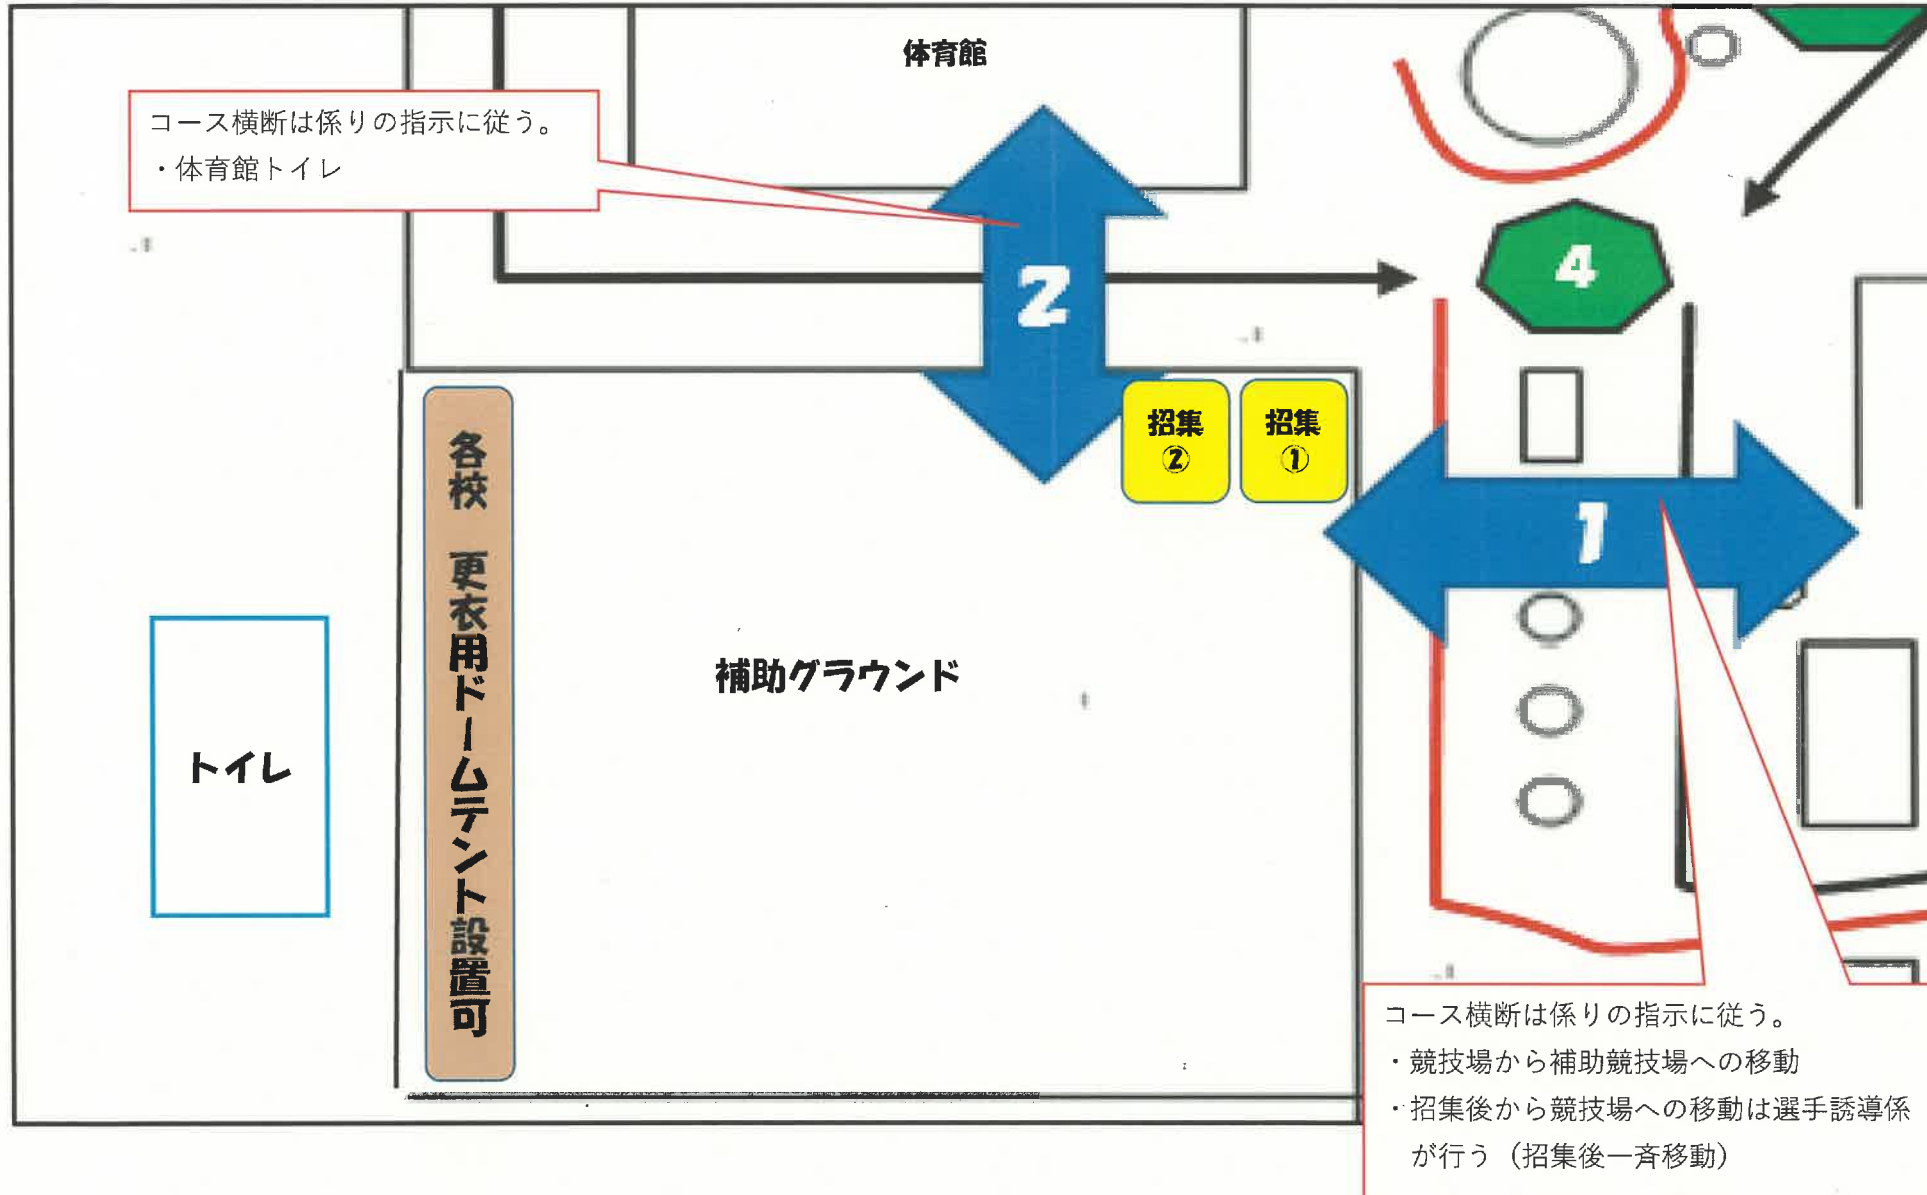 体育館
コース横断は係りの指示に従う。
・体育館トイレ
2
4
招集
②
招集
①
1
各校　更衣用ドームテント設置可
補助グラウンド
トイレ
コース横断は係りの指示に従う。
・競技場から補助競技場への移動
・招集後から競技場への移動は選手誘導係
が行う（招集後一斉移動）